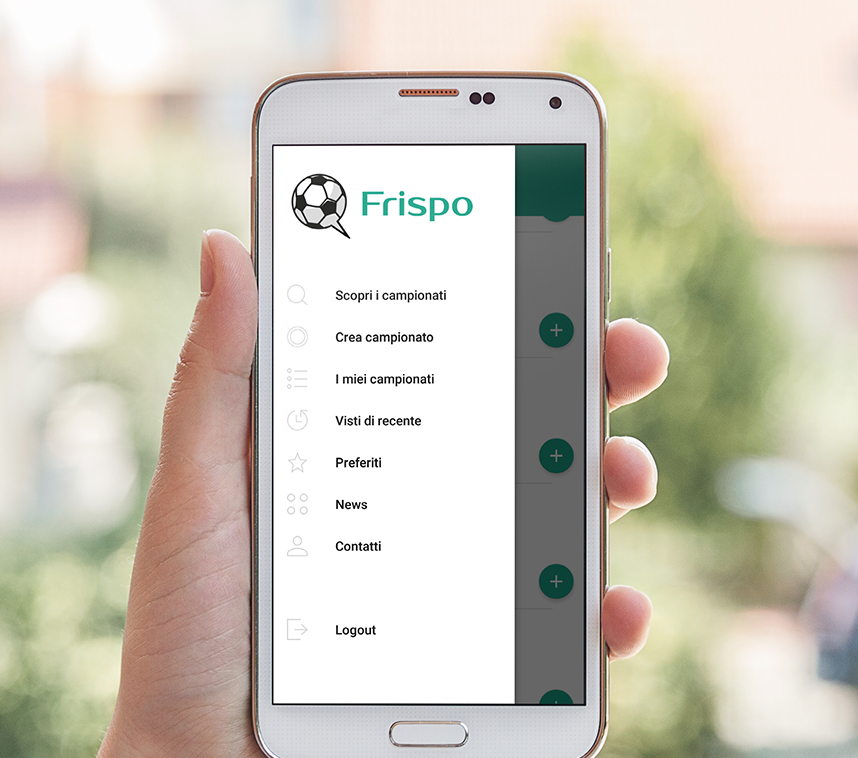 Frispo
Scopri i campionati
Crea campionato
I miei campionati
Visti di recente
Preferiti
News
Contatti
Logout